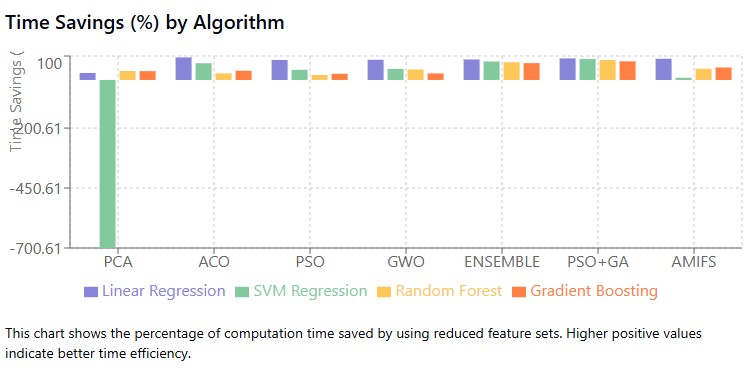 Time Savings (%) by Algorithm
Time Savings (
100
-200.61
-450.61
-700.61
PCA ACO PSO GWO ENSEMBLE PSO+GA AMIFS
Linear Regression SVM Regression Random Forest Gradient Boosting
This chart shows the percentage of computation time saved by using reduced feature sets. Higher positive values
indicate better time efficiency.